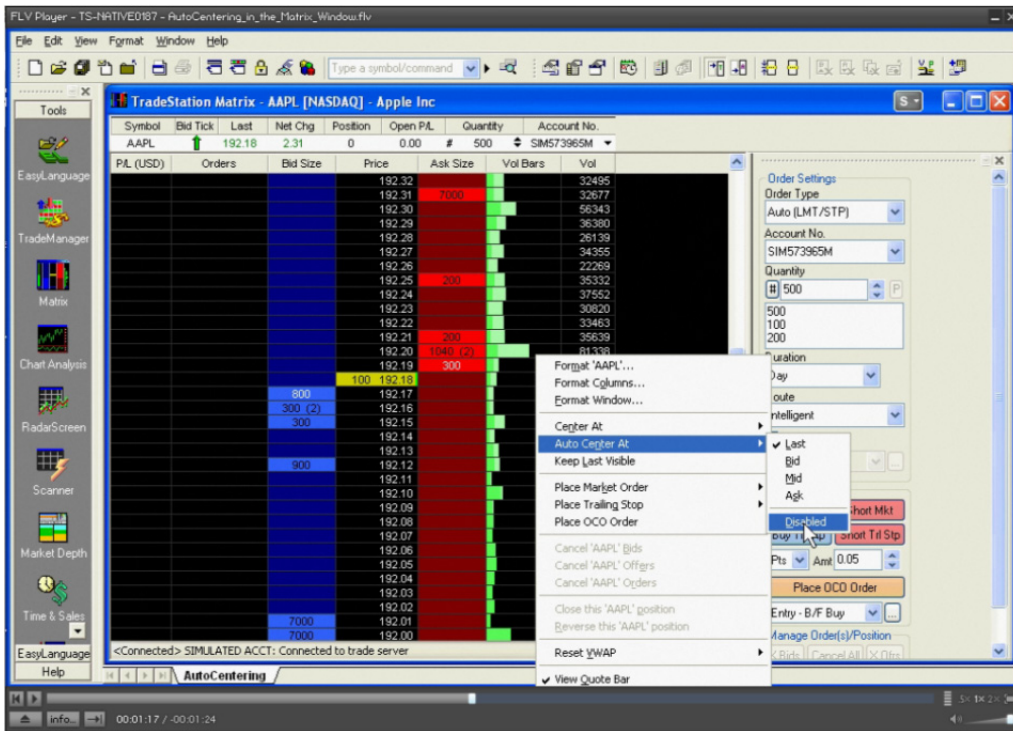 FLV Player - TS-NATIVE0187 - AutoCentering_in_the_Matrix_Window.flv
File Edit View Format Window Help
Type a symbol/command
Tools
EasyLanguage
TradeManager
Matrix
Chart Analysis
RadarScreen
Scanner
Market Depth
Time & Sales
EasyLanguage
Help
TradeStation Matrix - AAPL [NASDAQ] - Apple Inc
S
Symbol Bid Tick Last Net Chg Position Open P/L Quantity Account No.
AAPL 192.18 2.31 0 0.00 # 500 SIM573965M
P/L (USD) Orders Bid Size Price Ask Size Vol Bars Vol
192.32 32495
192.31 7000 32677
192.30 56343
192.29 36380
192.28 26139
192.27 34355
192.26 22269
192.25 200 35332
192.24 37552
192.23 30820
192.22 33463
192.21 200 35639
192.20 1040 (2) 81338
192.19 300
100 192.18
800 192.17
300 (2) 192.16
300 192.15
192.14
192.13
900 192.12
192.11
192.10
192.09
192.08
192.07
192.06
192.05
192.04
192.03
192.02
7000 192.01
7000 192.00
<Connected> SIMULATED ACCT: Connected to trade server
AutoCentering
Format 'AAPL'...
Format Columns...
Format Window...
Center At
Auto Center At
Keep Last Visible
Place Market Order
Place Trailing Stop
Place OCO Order
Cancel 'AAPL' Bids
Cancel 'AAPL' Offers
Cancel 'AAPL' Orders
Close this 'AAPL' position
Reverse this 'AAPL' position
Reset VWAP
View Quote Bar
Last
Bid
Mid
Ask
Disabled
Order Settings
Order Type
Auto (LMT/STP)
Account No.
SIM573965M
Quantity
# 500 P
500
100
200
uration
Day
oute
ntelligent
hort Mkt
Short Trl Stp
Pts Amt 0.05
Place OCO Order
Entry - B/F Buy ...
Manage Order(s)/Position
X Bids Cancel All X Ofrs
info... 00:01:17 / -00:01:24
.5x 1x 2x